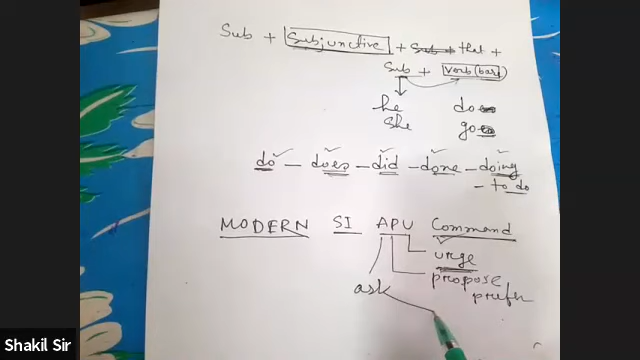 Sub + Subjunctive + Sub + that +
Sub + verb (base)
he do
she go
do – does – did – done – doing
– to do
MODERN SI APU Command
urge
propose
prefer
ask
Shakil Sir